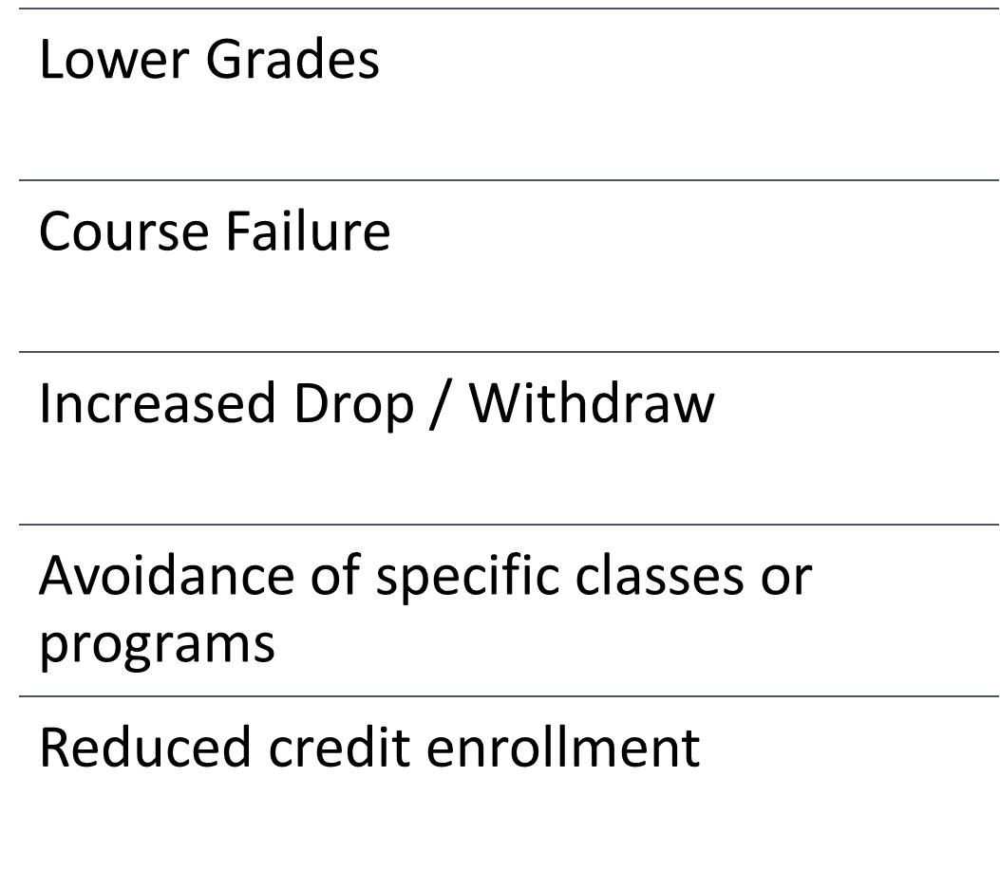 Lower Grades
Course Failure
Increased Drop / Withdraw
Avoidance of specific classes or
programs
Reduced credit enrollment